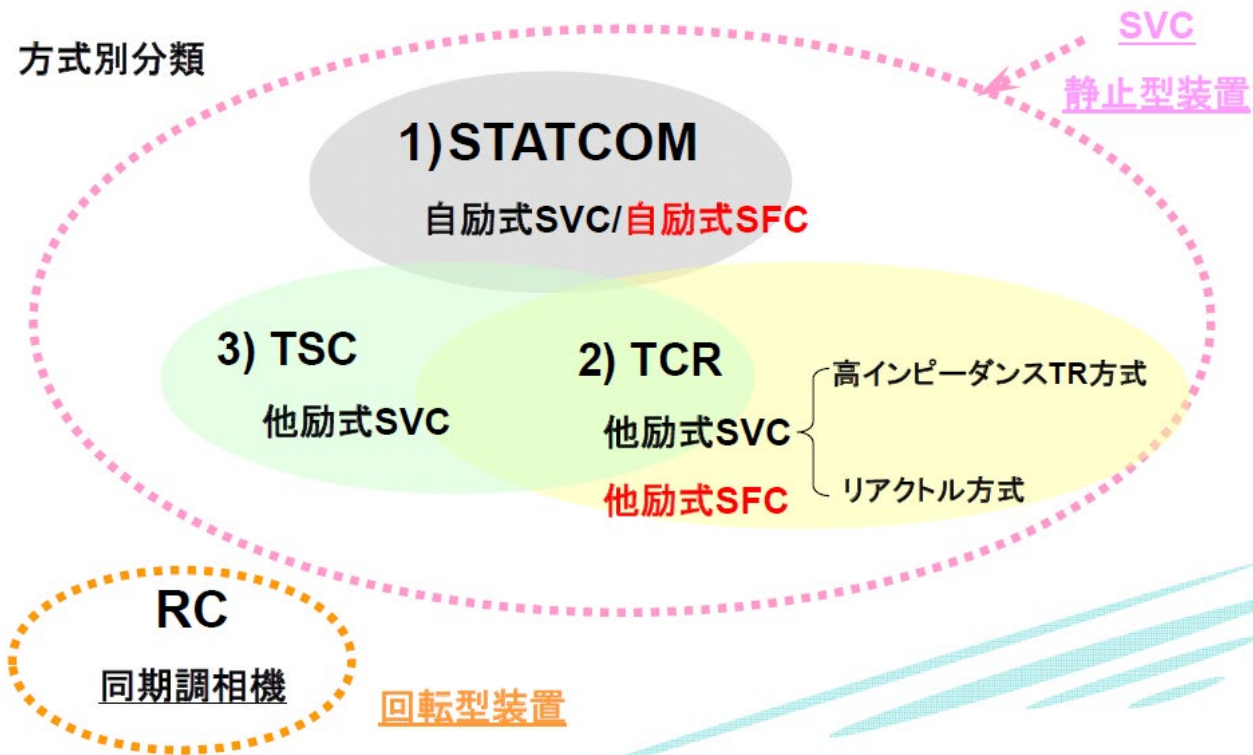 方式別分類
SVC
静止型装置
1)STATCOM
自励式SVC/自励式SFC
3) TSC
他励式SVC
2) TCR
他励式SVC
他励式SFC
高インピーダンスTR方式
リアクトル方式
RC
同期調相機
回転型装置